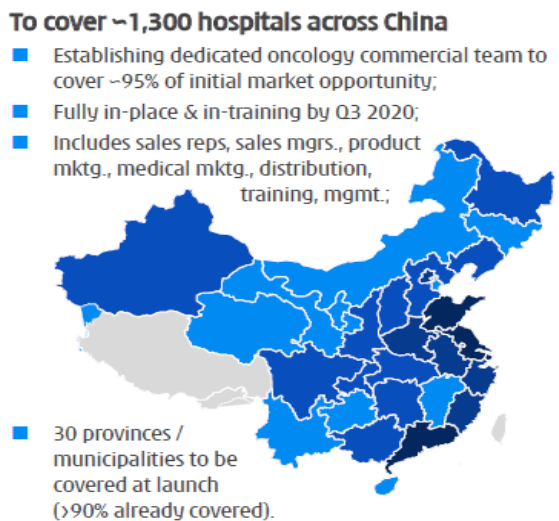 To cover ~1,300 hospitals across China
Establishing dedicated oncology commercial team to
cover ~95% of initial market opportunity;
Fully in-place & in-training by Q3 2020;
Includes sales reps, sales mgrs., product
mktg., medical mktg., distribution,
training, mgmt.;
30 provinces /
municipalities to be
covered at launch
(>90% already covered).